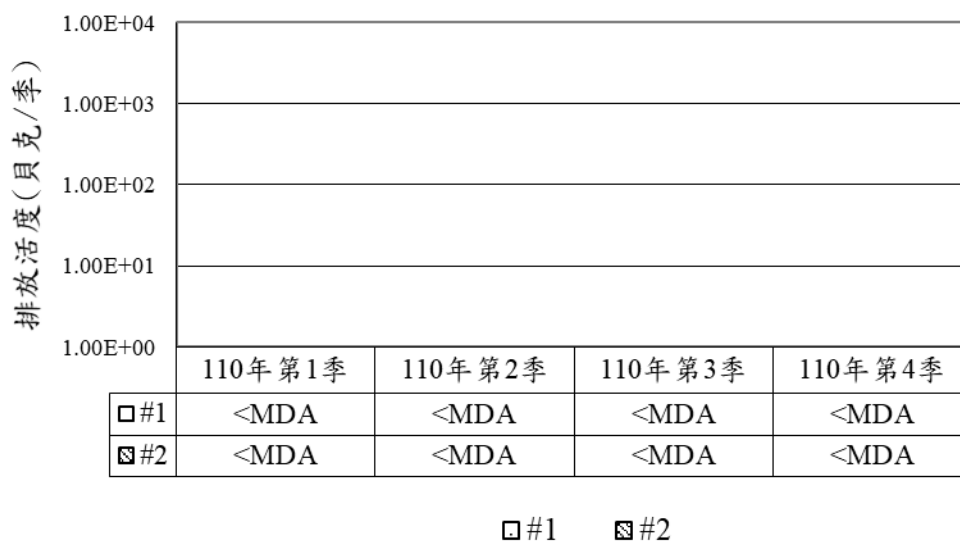 排放活度(貝克/季)
1.00E+04
1.00E+03
1.00E+02
1.00E+01
1.00E+00
110年第1季 110年第2季 110年第3季 110年第4季
#1 <MDA <MDA <MDA <MDA
#2 <MDA <MDA <MDA <MDA
#1 #2